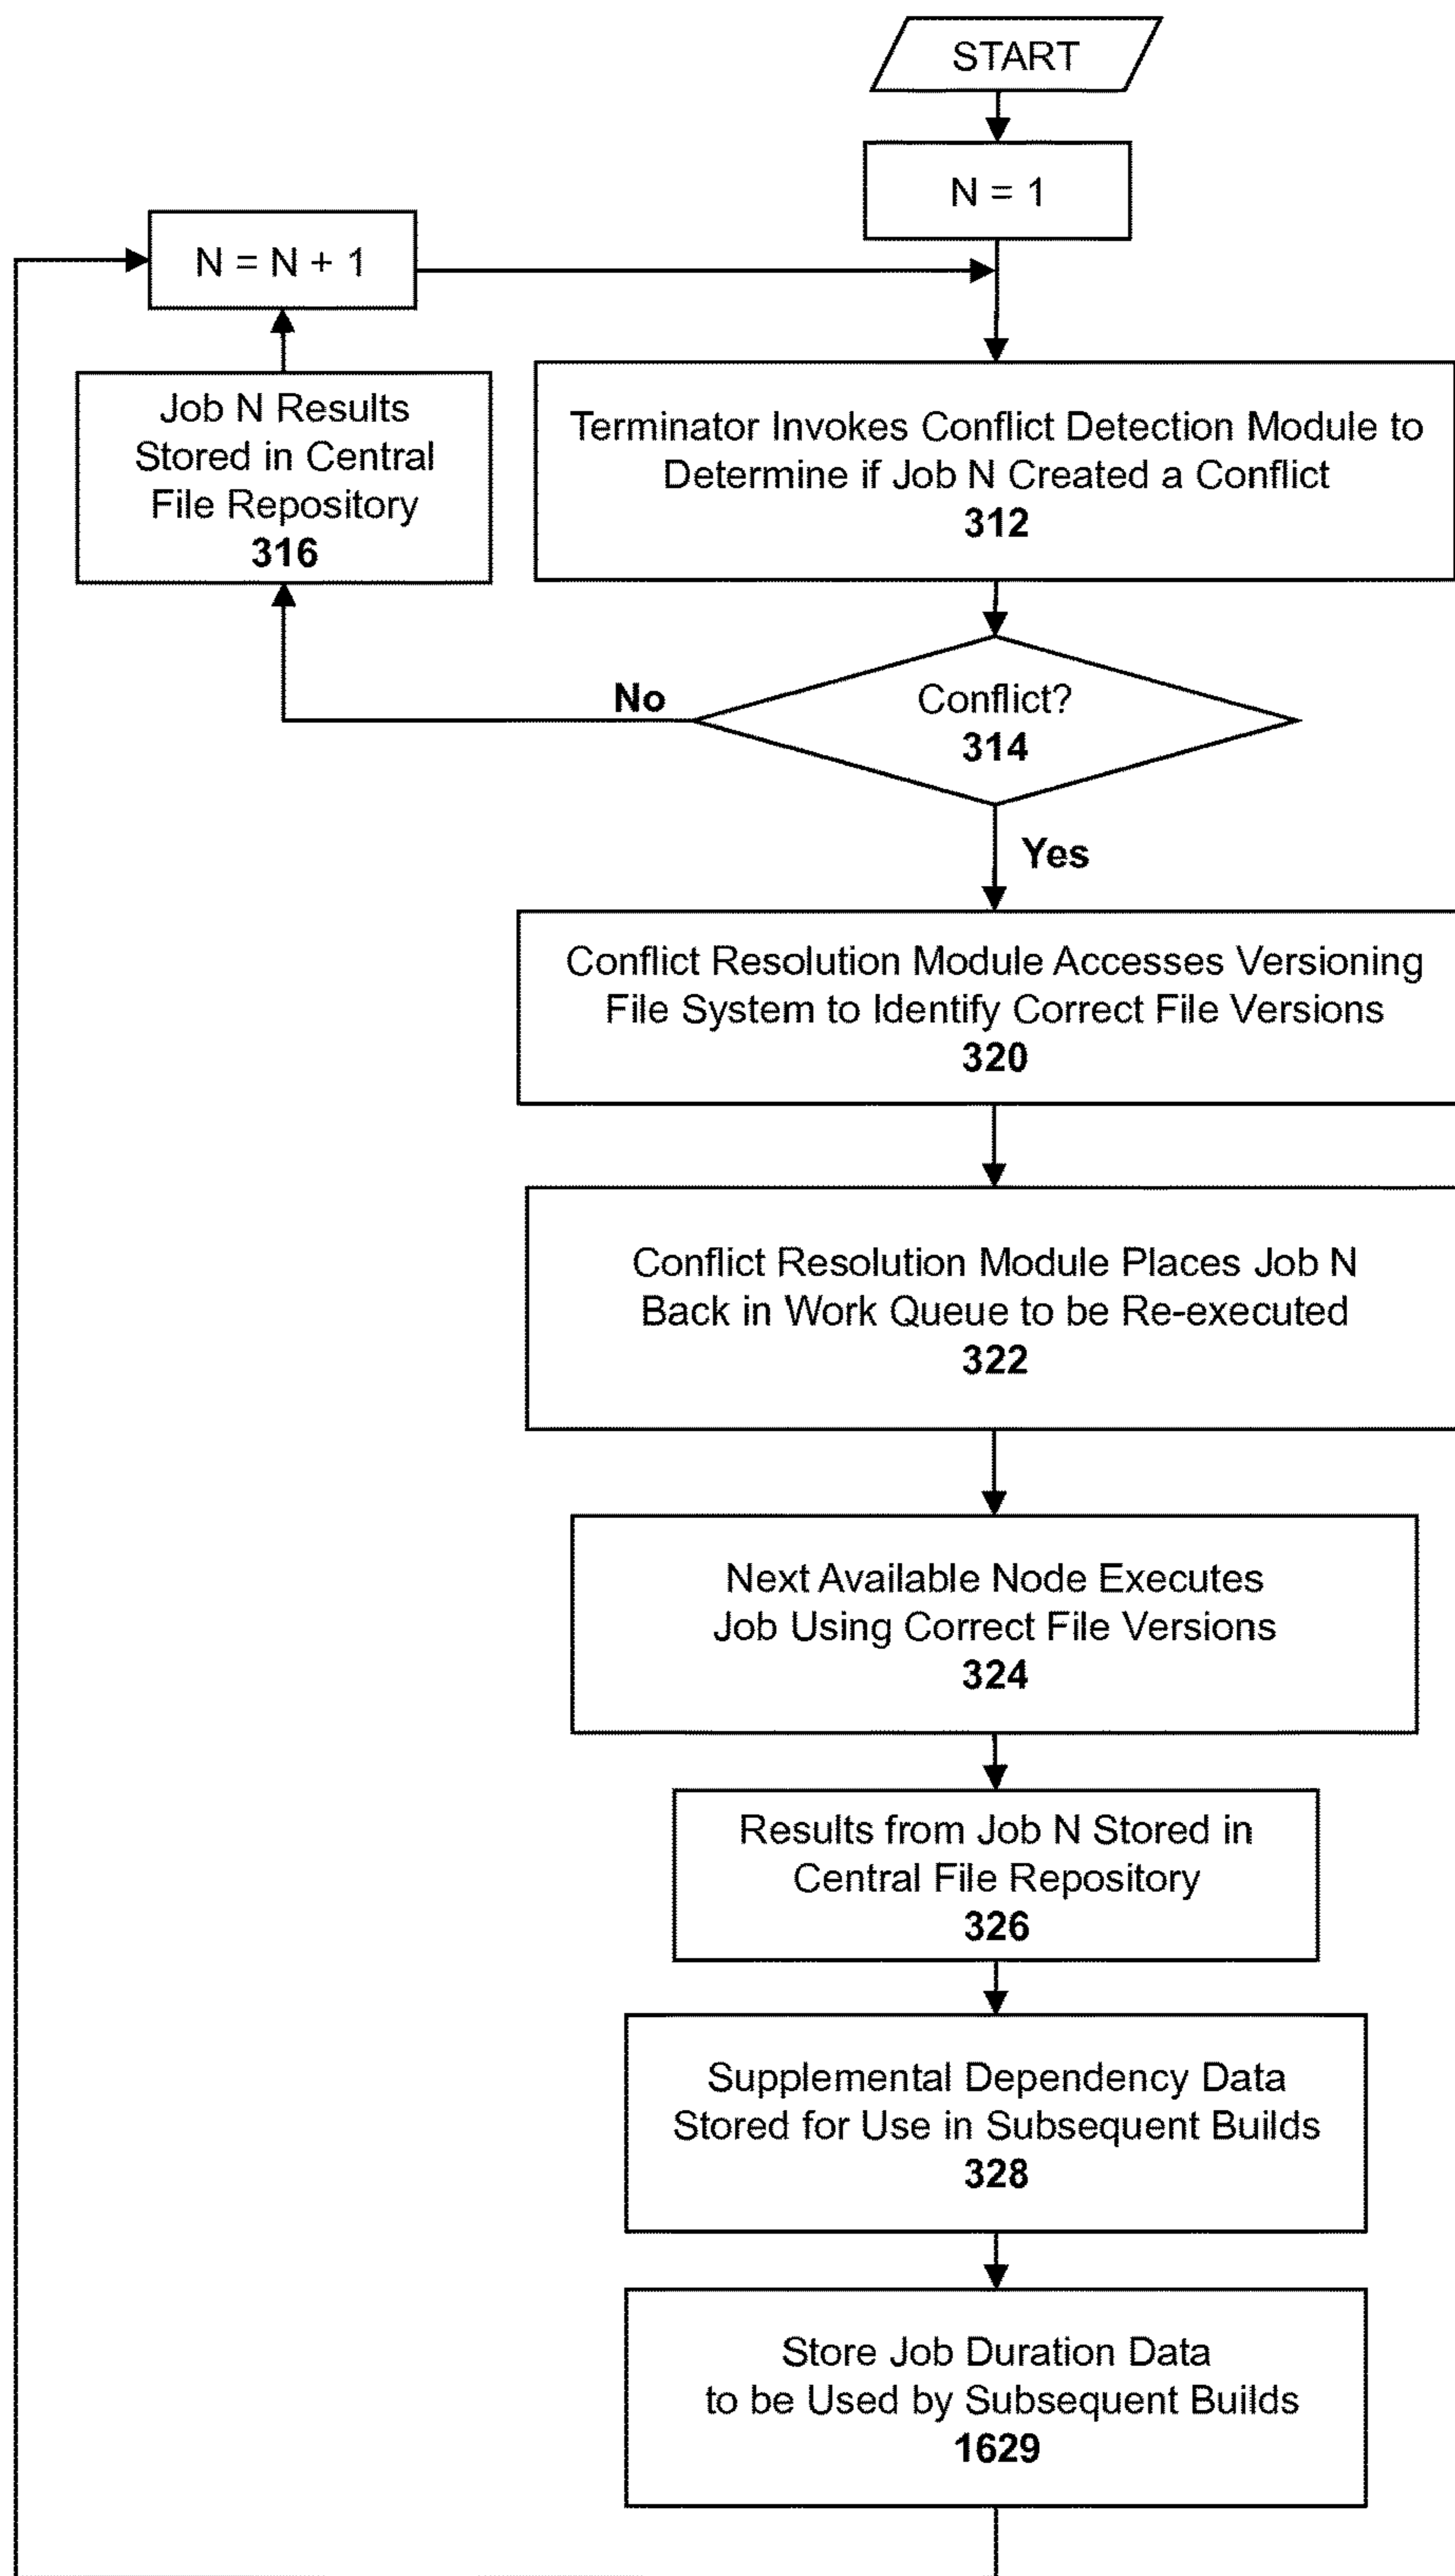 START
N = 1
N = N + 1
Job N Results
Stored in Central
File Repository
316
Terminator Invokes Conflict Detection Module to
Determine if Job N Created a Conflict
312
Conflict?
314
No
Yes
Conflict Resolution Module Accesses Versioning
File System to Identify Correct File Versions
320
Conflict Resolution Module Places Job N
Back in Work Queue to be Re-executed
322
Next Available Node Executes
Job Using Correct File Versions
324
Results from Job N Stored in
Central File Repository
326
Supplemental Dependency Data
Stored for Use in Subsequent Builds
328
Store Job Duration Data
to be Used by Subsequent Builds
1629